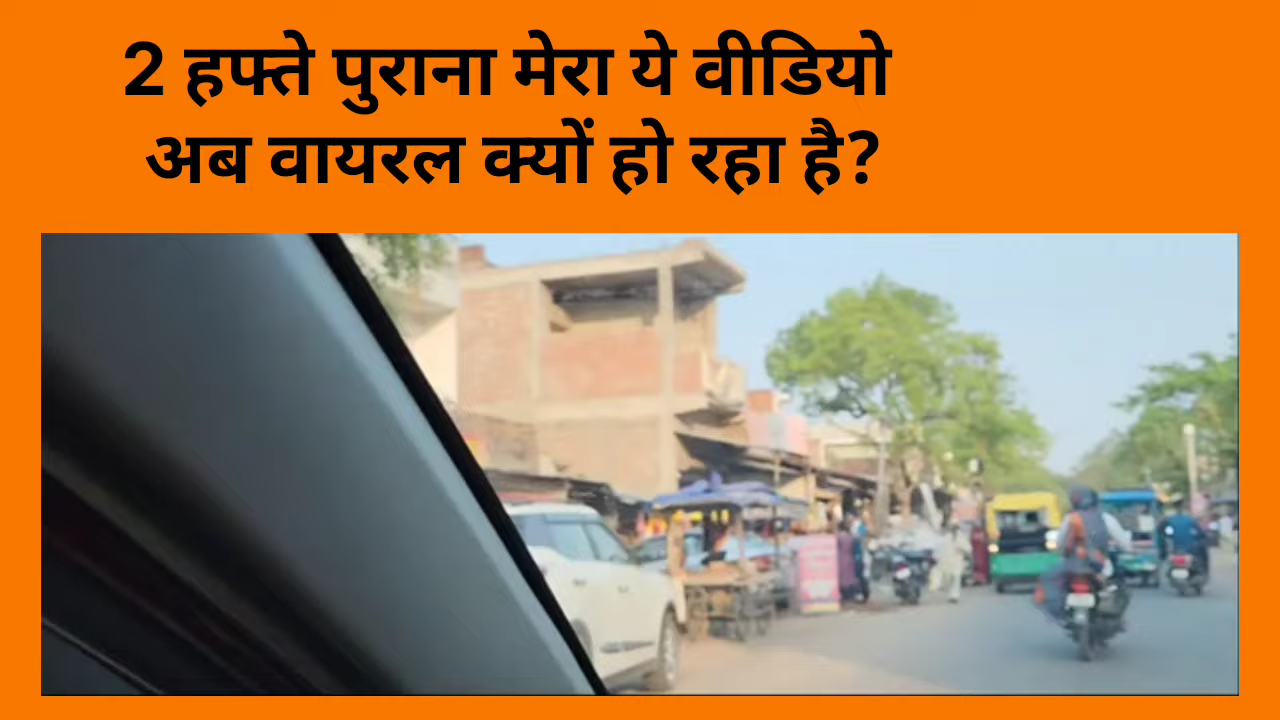 2 हफ्ते पुराना मेरा ये वीडियो
अब वायरल क्यों हो रहा है?